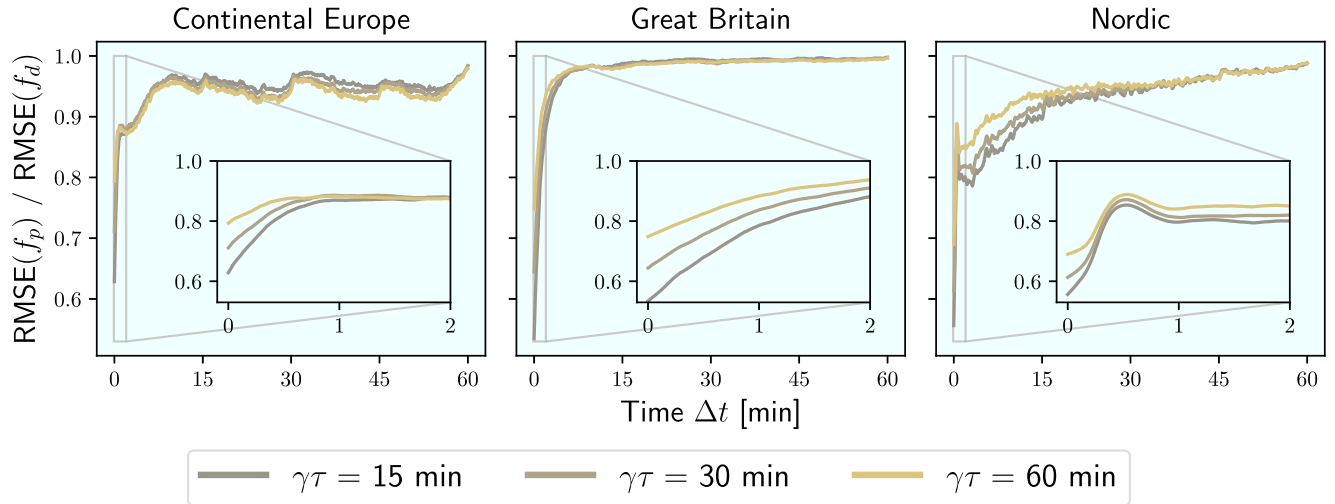 Continental Europe Great Britain Nordic
RMSE(f_p) / RMSE(f_d)
1.0
0.9
0.8
0.7
0.6
1.0
0.8
0.6
0 1 2
1.0
0.8
0.6
0 1 2
1.0
0.8
0.6
0 1 2
0 15 30 45 60 0 15 30 45 60 0 15 30 45 60
Time Δt [min]
γτ = 15 min γτ = 30 min γτ = 60 min